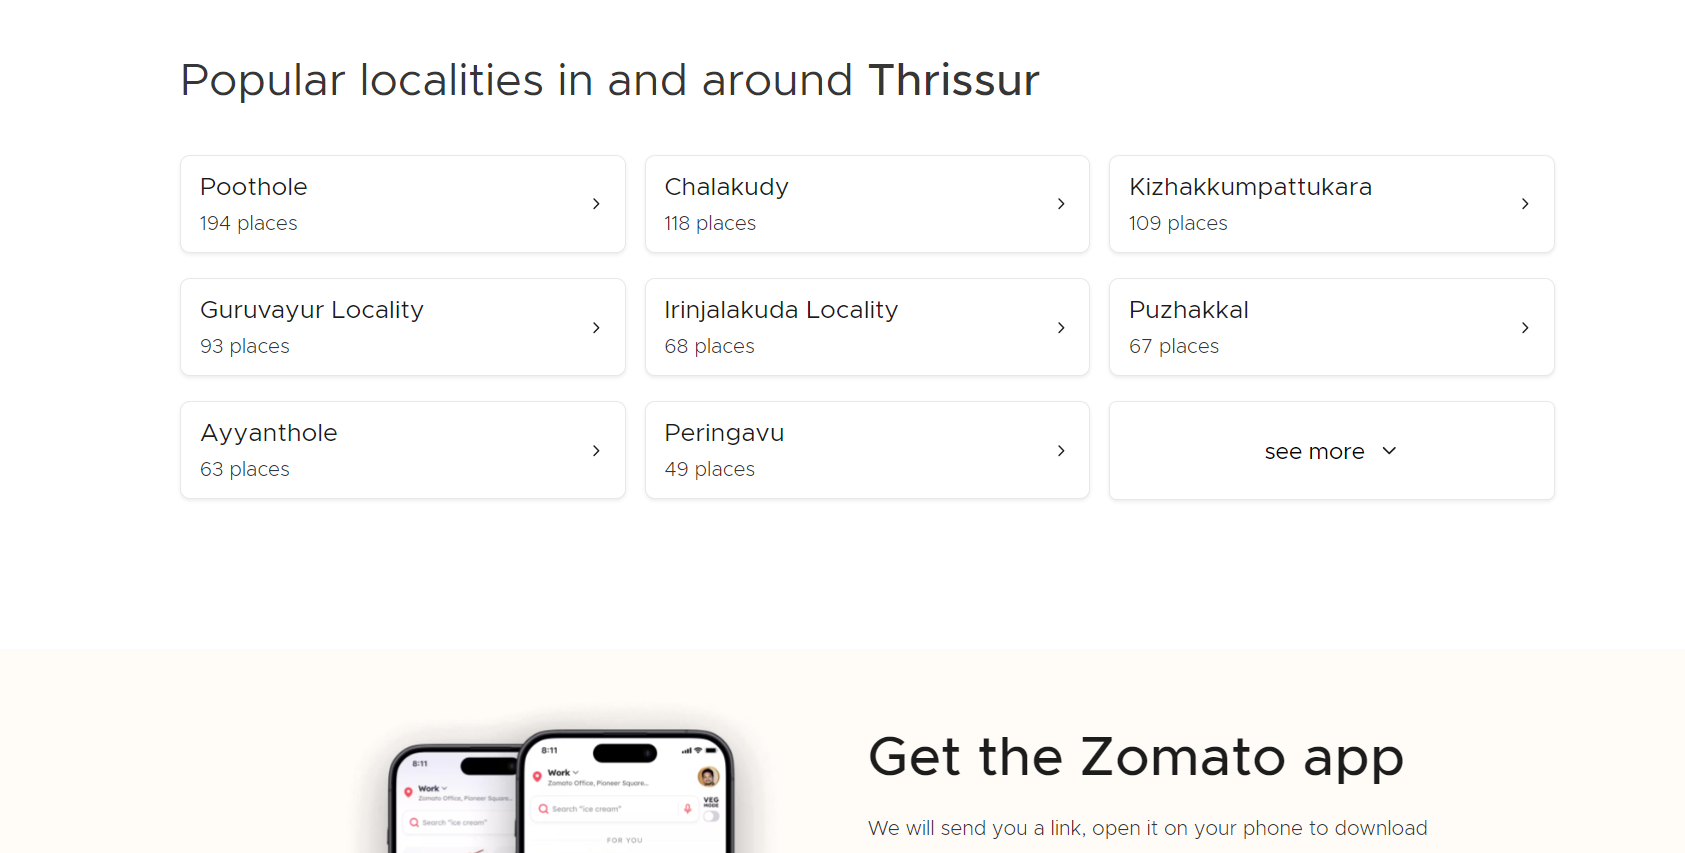 Popular localities in and around Thrissur
Poothole
194 places
Chalakudy
118 places
Kizhakkumpattukara
109 places
Guruvayur Locality
93 places
Irinjalakuda Locality
68 places
Puzhakkal
67 places
Ayyanthole
63 places
Peringavu
49 places
see more
8:11
Work
Zomato Office, Pioneer Square...
Search "ice cream"
8:11
Work
Zomato Office, Pioneer Square...
Search "ice cream"
VEG
MODE
FOR YOU
Get the Zomato app
We will send you a link, open it on your phone to download